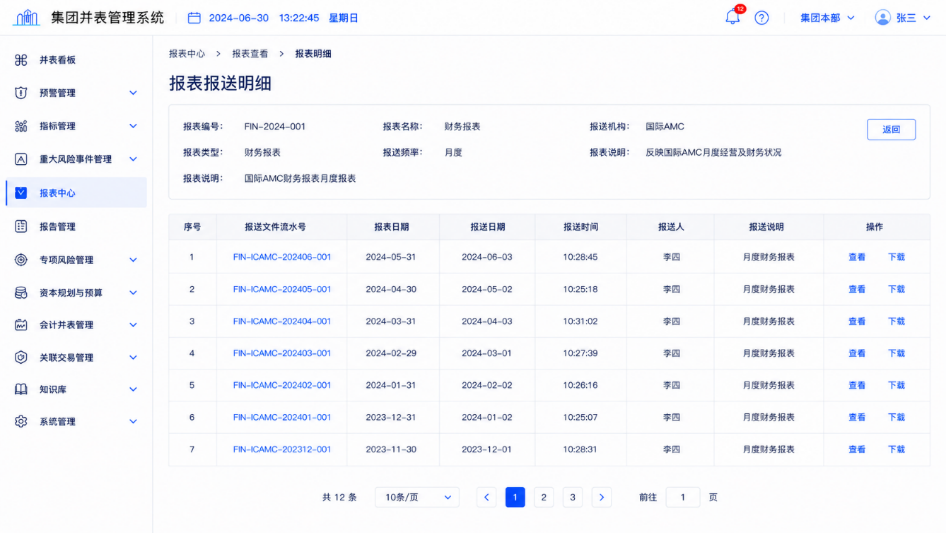 集团并表管理系统 2024-06-30 13:22:45 星期日 12 集团本部 张三
并表看板
预警管理
指标管理
重大风险事件管理
报表中心
报告管理
专项风险管理
资本规划与预算
会计并表管理
关联交易管理
知识库
系统管理
报表中心 > 报表查看 > 报表明细
报表报送明细
报表编号： FIN-2024-001 报表名称： 财务报表 报送机构： 国际AMC 返回
报表类型： 财务报表 报送频率： 月度 报表说明： 反映国际AMC月度经营及财务状况
报表说明： 国际AMC财务报表月度报表
序号 报送文件流水号 报表日期 报送日期 报送时间 报送人 报送说明 操作
1 FIN-ICAMC-202406-001 2024-05-31 2024-06-03 10:28:45 李四 月度财务报表 查看 下载
2 FIN-ICAMC-202405-001 2024-04-30 2024-05-02 10:25:18 李四 月度财务报表 查看 下载
3 FIN-ICAMC-202404-001 2024-03-31 2024-04-03 10:31:02 李四 月度财务报表 查看 下载
4 FIN-ICAMC-202403-001 2024-02-29 2024-03-01 10:27:39 李四 月度财务报表 查看 下载
5 FIN-ICAMC-202402-001 2024-01-31 2024-02-02 10:26:16 李四 月度财务报表 查看 下载
6 FIN-ICAMC-202401-001 2023-12-31 2024-01-02 10:25:07 李四 月度财务报表 查看 下载
7 FIN-ICAMC-202312-001 2023-11-30 2023-12-01 10:28:31 李四 月度财务报表 查看 下载
共 12 条 10条/页 1 2 3 前往 1 页